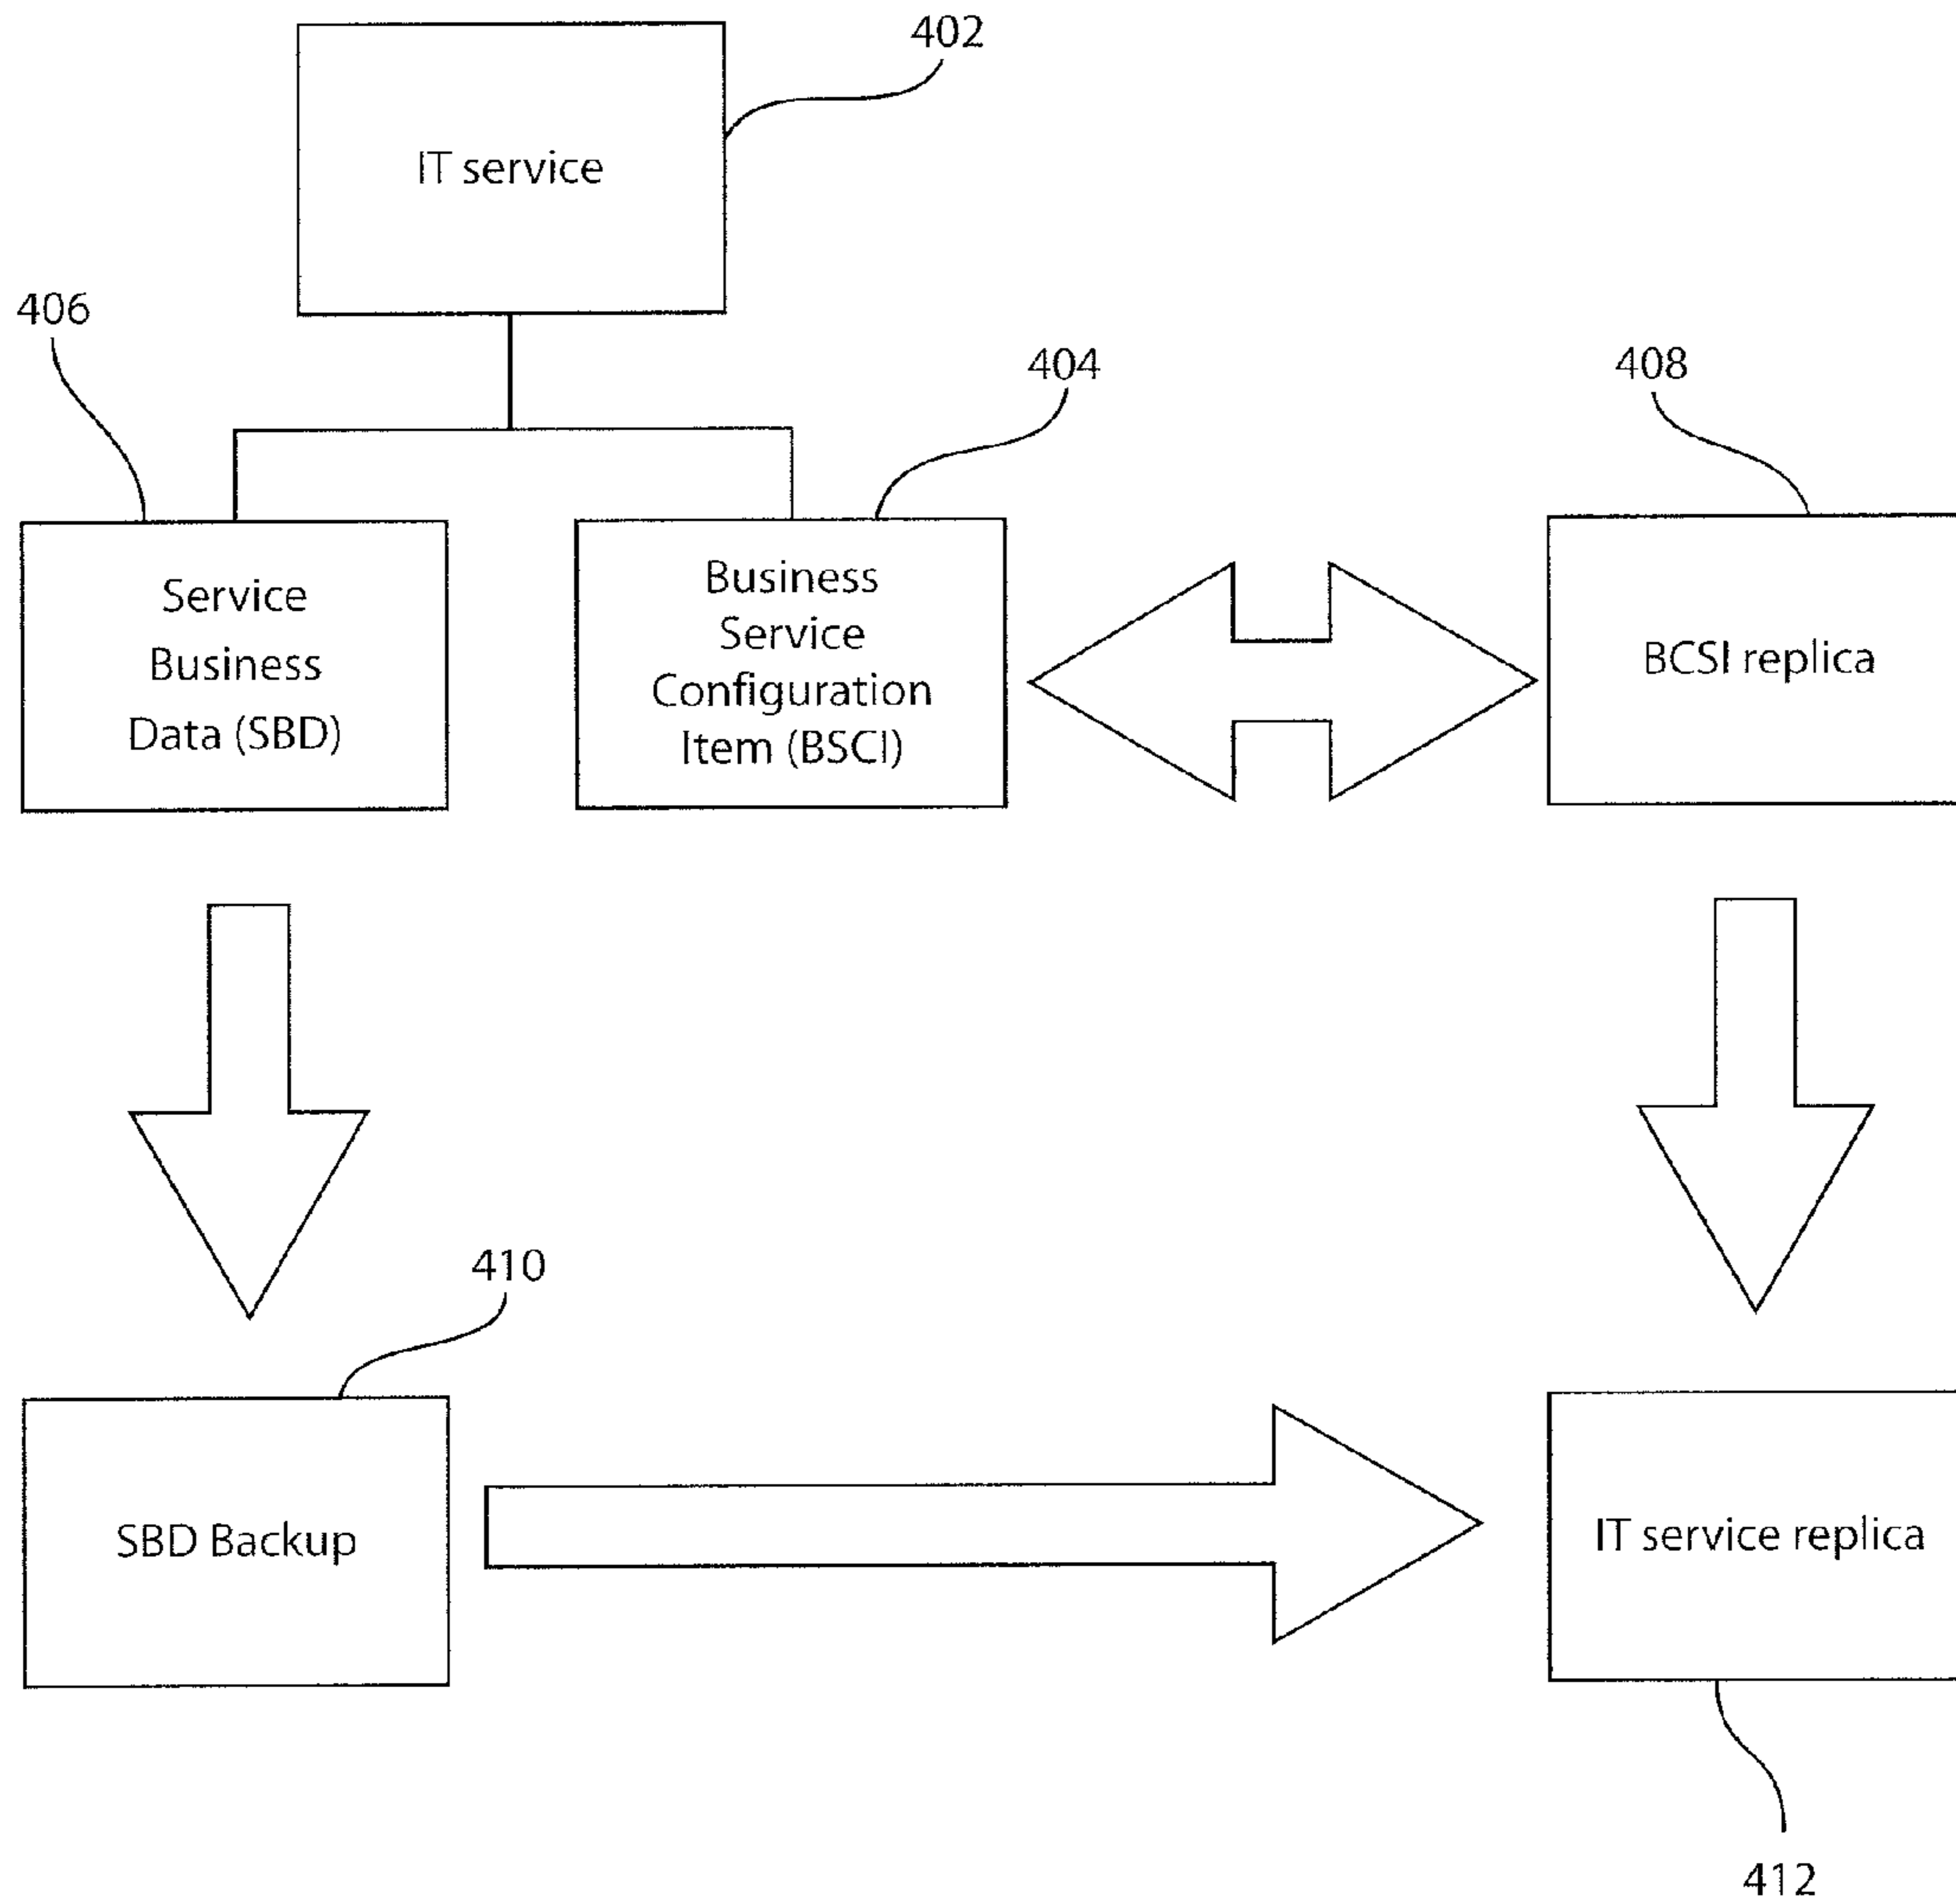 402
IT service
406
404
408
Service
Business
Data (SBD)
Business
Service
Configuration
Item (BSCI)
BCSI replica
410
SBD Backup
IT service replica
412